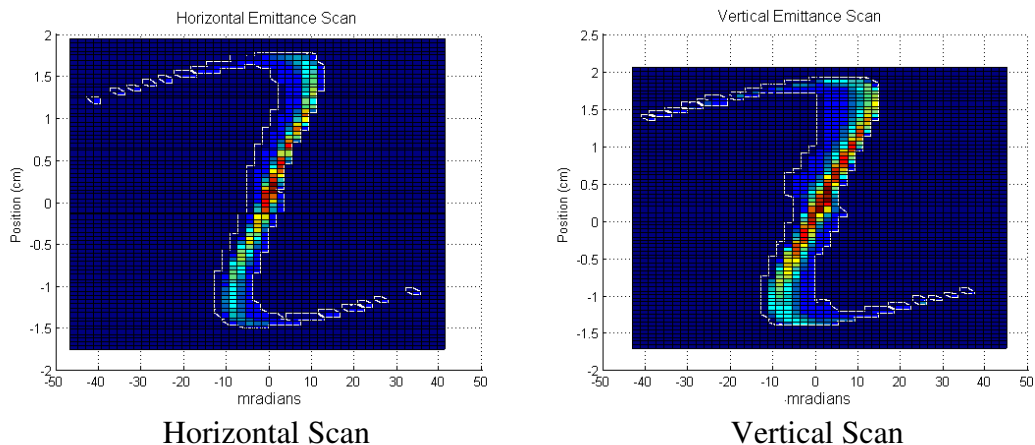 Horizontal Emittance Scan
2
1.5
1
0.5
0
-0.5
-1
-1.5
-2
Position (cm)
-50 -40 -30 -20 -10 0 10 20 30 40 50
mradians
Horizontal Scan
Vertical Emittance Scan
2.5
2
1.5
1
0.5
0
-0.5
-1
-1.5
-2
Position (cm)
-50 -40 -30 -20 -10 0 10 20 30 40 50
mradians
Vertical Scan